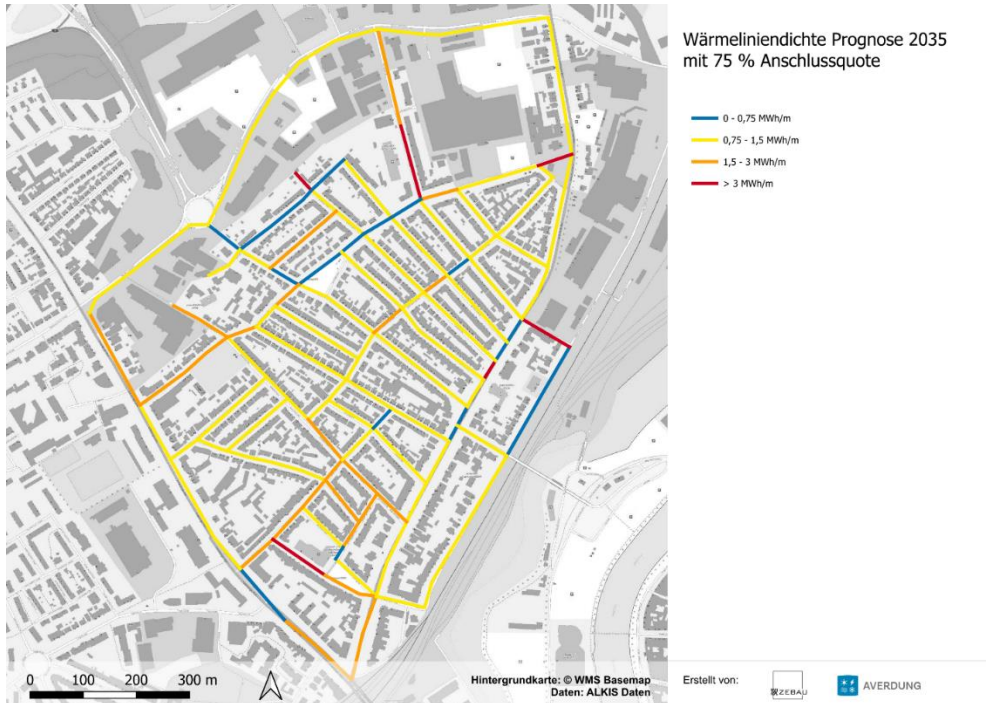 Wärmeliniendichte Prognose 2035
mit 75 % Anschlussquote
0 - 0,75 MWh/m
0,75 - 1,5 MWh/m
1,5 - 3 MWh/m
> 3 MWh/m
0 100 200 300 m
Hintergrundkarte: © WMS Basemap
Daten: ALKIS Daten
Erstellt von:
ZEBAU
AVERDUNG